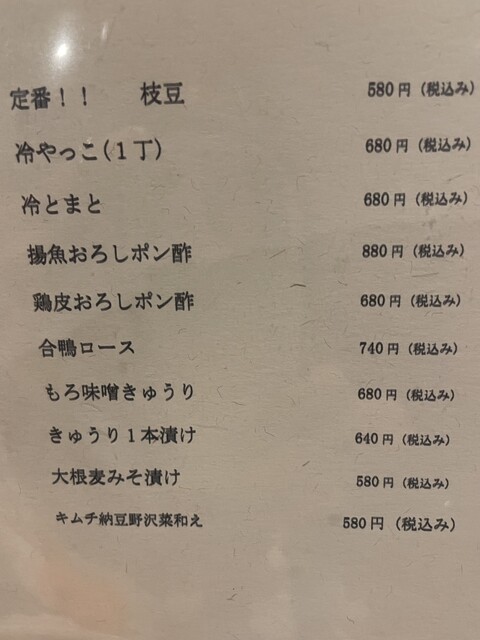 定番！！　枝豆　580円（税込み）
冷やっこ(１丁)　680円（税込み）
冷とまと　680円（税込み）
揚魚おろしポン酢　880円（税込み）
鶏皮おろしポン酢　680円（税込み）
合鴨ロース　740円（税込み）
もろ味噌きゅうり　680円（税込み）
きゅうり１本漬け　640円（税込み）
大根麦みそ漬け　580円（税込み）
キムチ納豆野沢菜和え　580円（税込み）